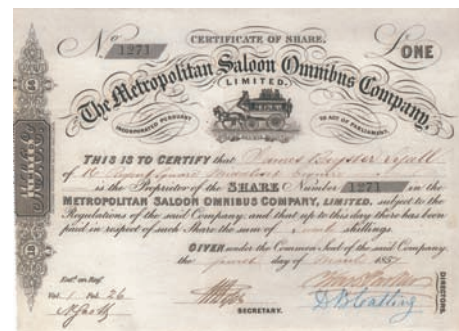 CERTIFICATE OF SHARE.
No. 1271
£ONE
The Metropolitan Saloon Omnibus Company,
LIMITED.
INCORPORATED PURSUANT
TO ACT OF PARLIAMENT.
THIS IS TO CERTIFY that James
of Square
is the Proprietor of the SHARE Number 1271 in the
METROPOLITAN SALOON OMNIBUS COMPANY, LIMITED. subject to the
Regulations of the said Company; and that up to this day there has been
paid in respect of such Share the sum of shillings.
GIVEN under the Common Seal of the said Company
the day of 1857
Entd. on Reg.
Vol. 1 Fol. 26
SECRETARY.
DIRECTORS.